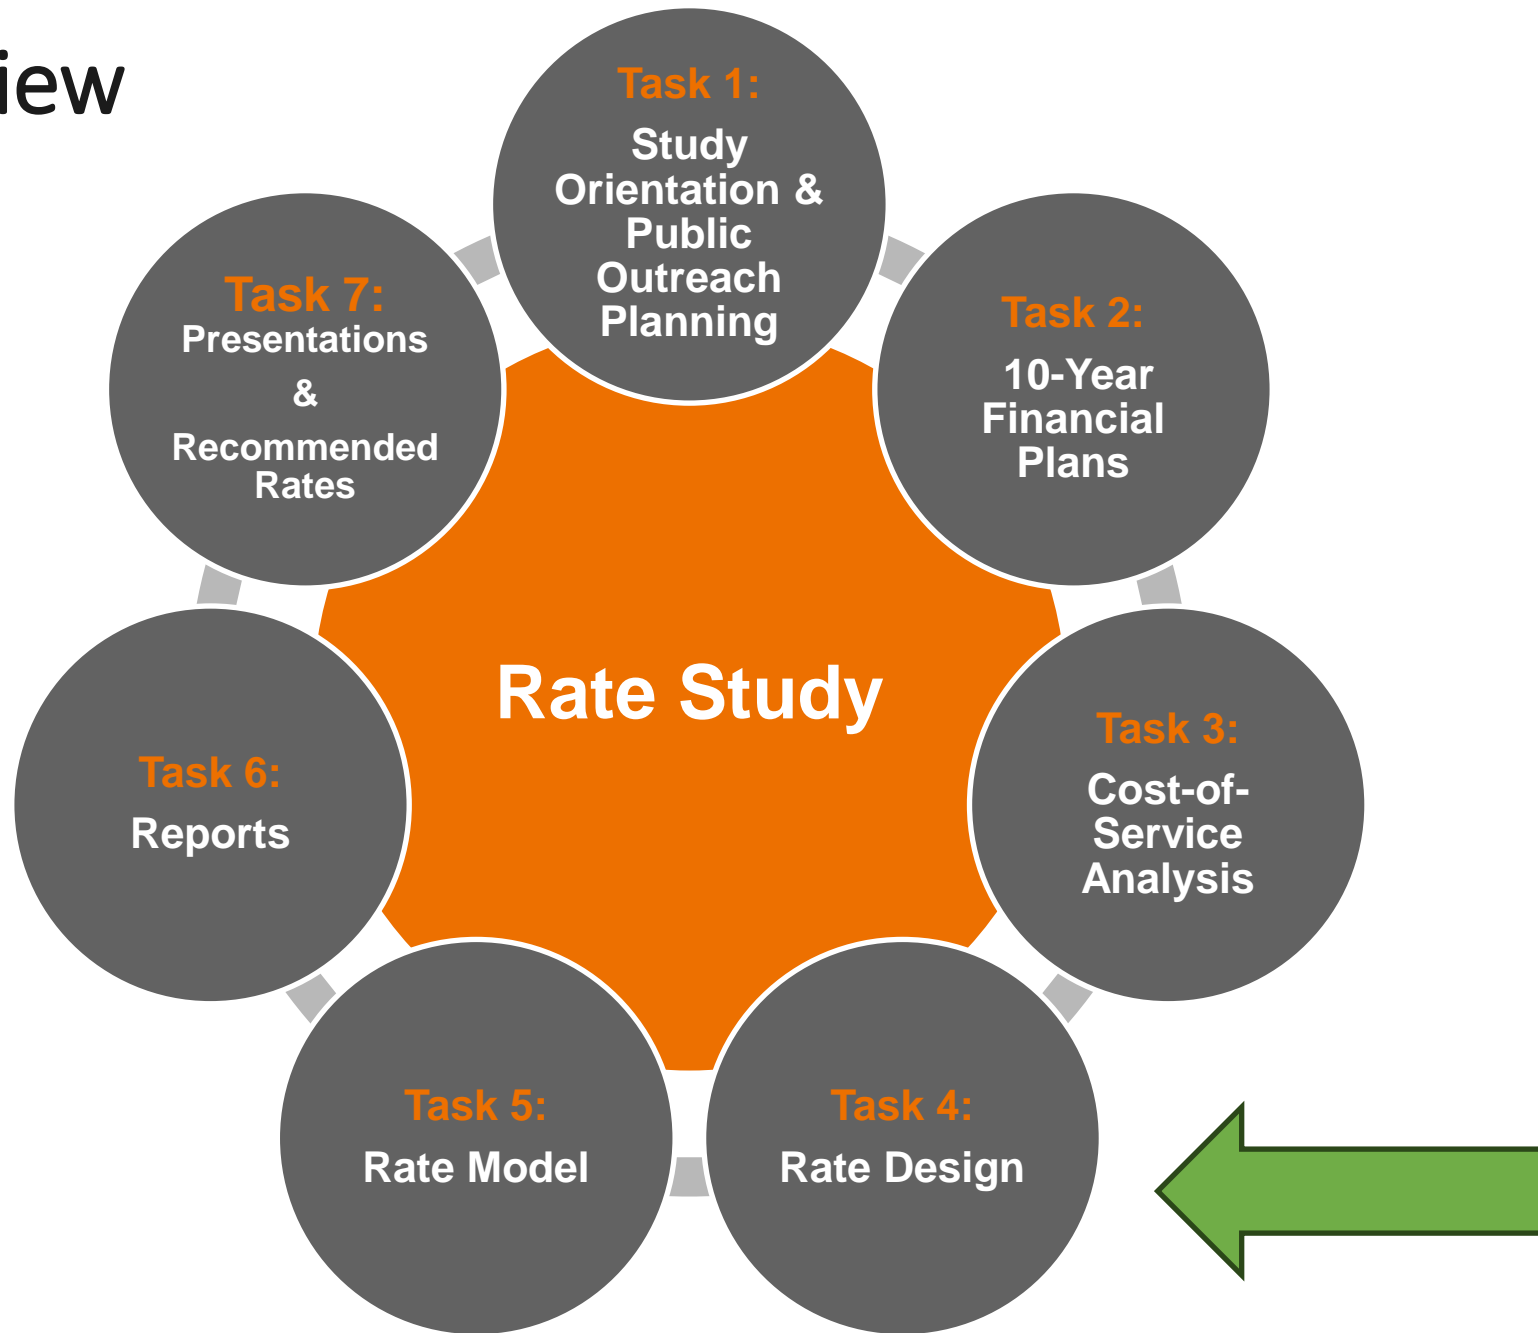 iew
Task 1:
Study
Orientation &
Public
Outreach
Planning
Task 2:
10-Year
Financial
Plans
Task 3:
Cost-of-
Service
Analysis
Task 4:
Rate Design
Task 5:
Rate Model
Task 6:
Reports
Task 7:
Presentations
&
Recommended
Rates
Rate Study